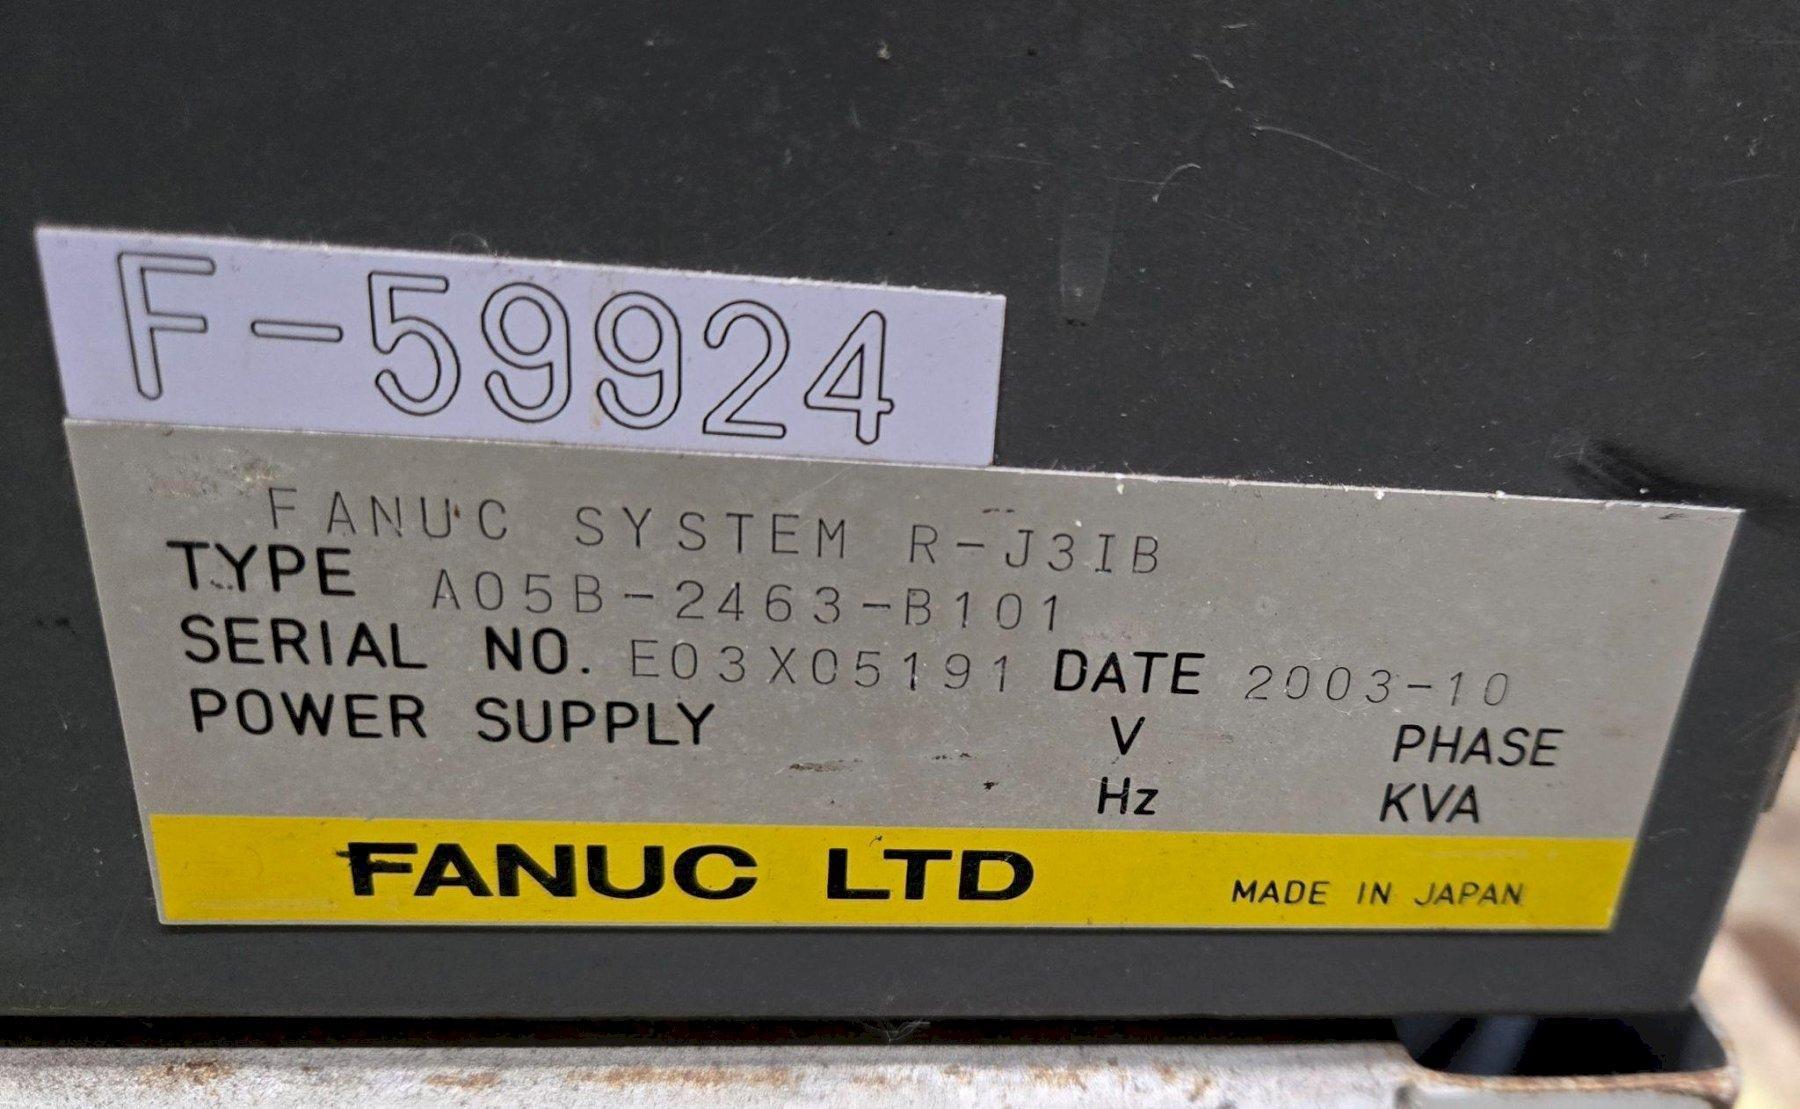 F-59924
FANUC SYSTEM R-J3IB
TYPE A05B-2463-B101
SERIAL NO. E03X05191 DATE 2003-10
POWER SUPPLY V PHASE
Hz KVA
FANUC LTD MADE IN JAPAN